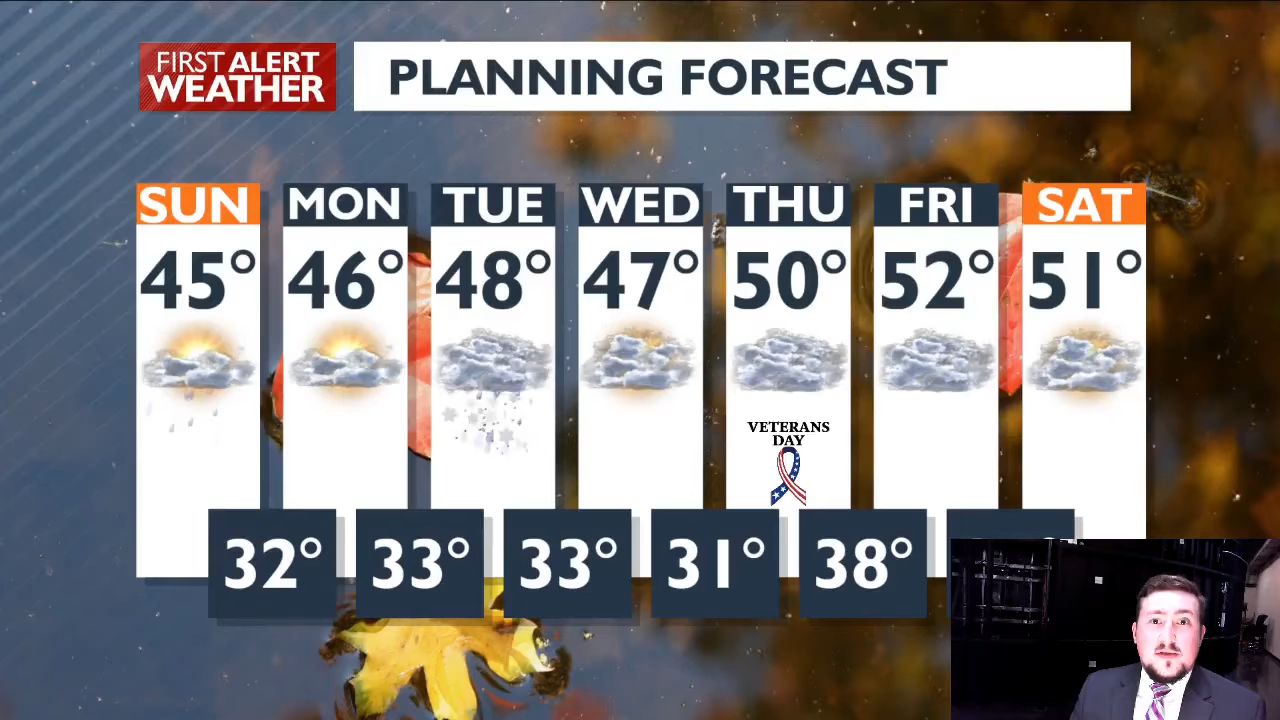 FIRST ALERT
WEATHER
PLANNING FORECAST
SUN MON TUE WED THU FRI SAT
45° 46° 48° 47° 50° 52° 51°
VETERANS
DAY
32° 33° 33° 31° 38°